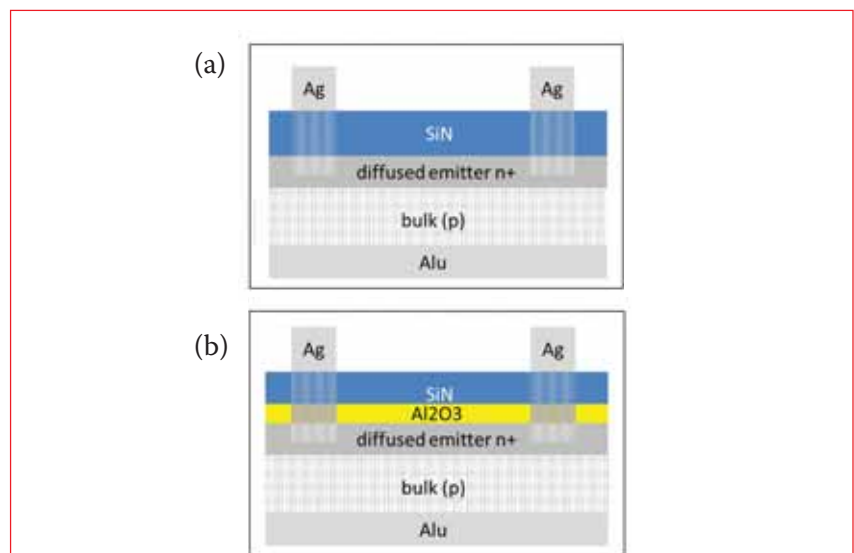 (a)
Ag Ag
SiN
diffused emitter n+
bulk (p)
Alu
(b)
Ag Ag
SiN
Al2O3
diffused emitter n+
bulk (p)
Alu